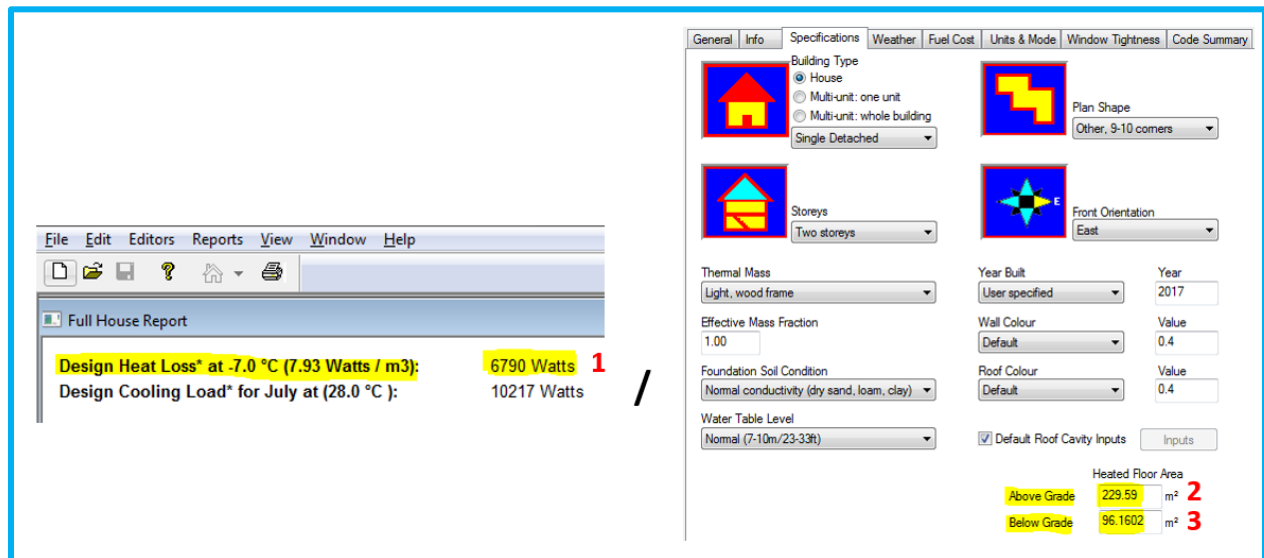 File Edit Editors Reports View Window Help
Full House Report
Design Heat Loss* at -7.0 °C (7.93 Watts / m3): 6790 Watts 1
Design Cooling Load* for July at (28.0 °C ): 10217 Watts
/
General Info Specifications Weather Fuel Cost Units & Mode Window Tightness Code Summary
Building Type
House
Multi-unit: one unit
Multi-unit: whole building
Single Detached
Plan Shape
Other, 9-10 corners
Storeys
Two storeys
E
Front Orientation
East
Thermal Mass
Light, wood frame
Year Built Year
User specified 2017
Effective Mass Fraction
1.00
Wall Colour Value
Default 0.4
Foundation Soil Condition
Normal conductivity (dry sand, loam, clay)
Roof Colour Value
Default 0.4
Water Table Level
Normal (7-10m/23-33ft)
Default Roof Cavity Inputs Inputs
Heated Floor Area
Above Grade 229.59 m² 2
Below Grade 96.1602 m² 3